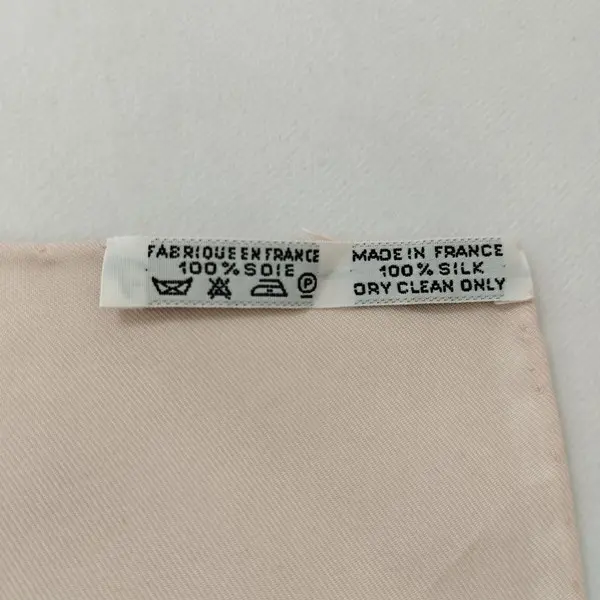 FABRIQUE EN FRANCE
100% SOIE
P
MADE IN FRANCE
100% SILK
DRY CLEAN ONLY